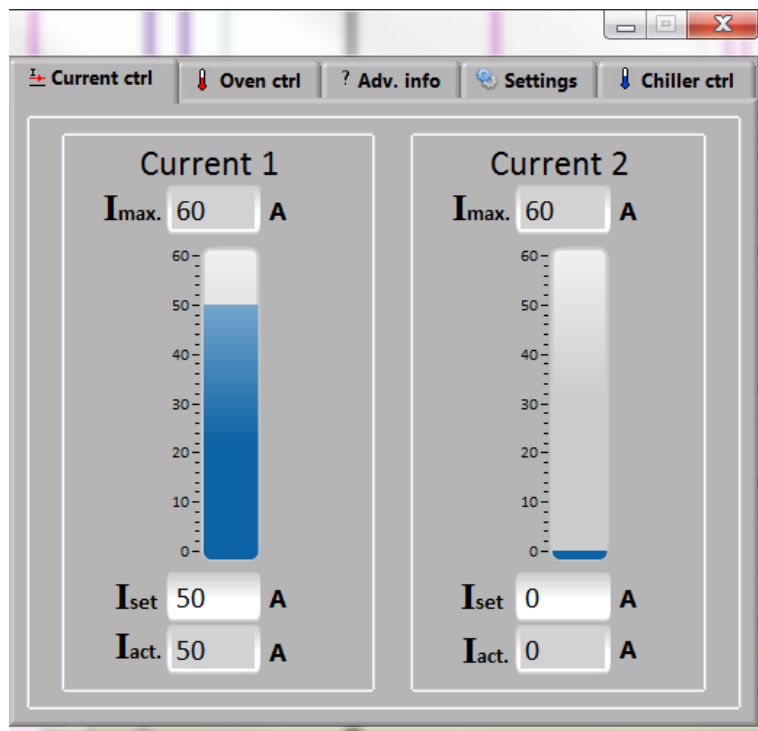 Current ctrl Oven ctrl ? Adv. info Settings Chiller ctrl
Current 1
Imax. 60 A
60
50
40
30
20
10
0
Iset 50 A
Iact. 50 A
Current 2
Imax. 60 A
60
50
40
30
20
10
0
Iset 0 A
Iact. 0 A